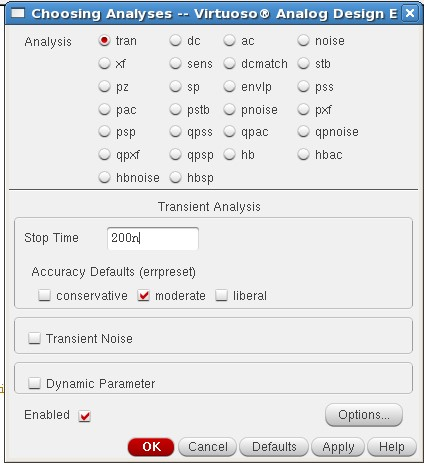 Choosing Analyses -- Virtuoso® Analog Design E
Analysis tran dc ac noise
xf sens dcmatch stb
pz sp envlp pss
pac pstb pnoise pxf
psp qpss qpac qpnoise
qpxf qpsp hb hbac
hbnoise hbsp
Transient Analysis
Stop Time 200n
Accuracy Defaults (errpreset)
conservative moderate liberal
Transient Noise
Dynamic Parameter
Enabled Options...
OK Cancel Defaults Apply Help